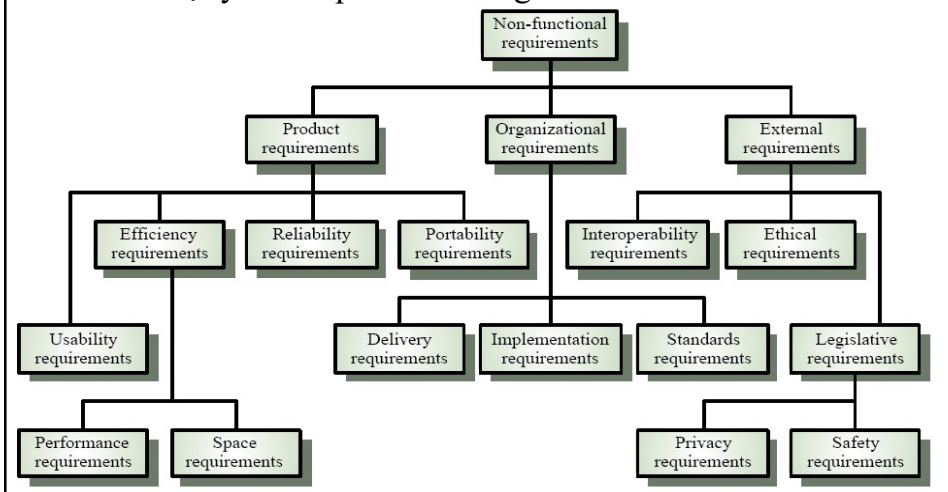 Non-functional
requirements
Product
requirements
Organizational
requirements
External
requirements
Efficiency
requirements
Reliability
requirements
Portability
requirements
Interoperability
requirements
Ethical
requirements
Usability
requirements
Delivery
requirements
Implementation
requirements
Standards
requirements
Legislative
requirements
Performance
requirements
Space
requirements
Privacy
requirements
Safety
requirements